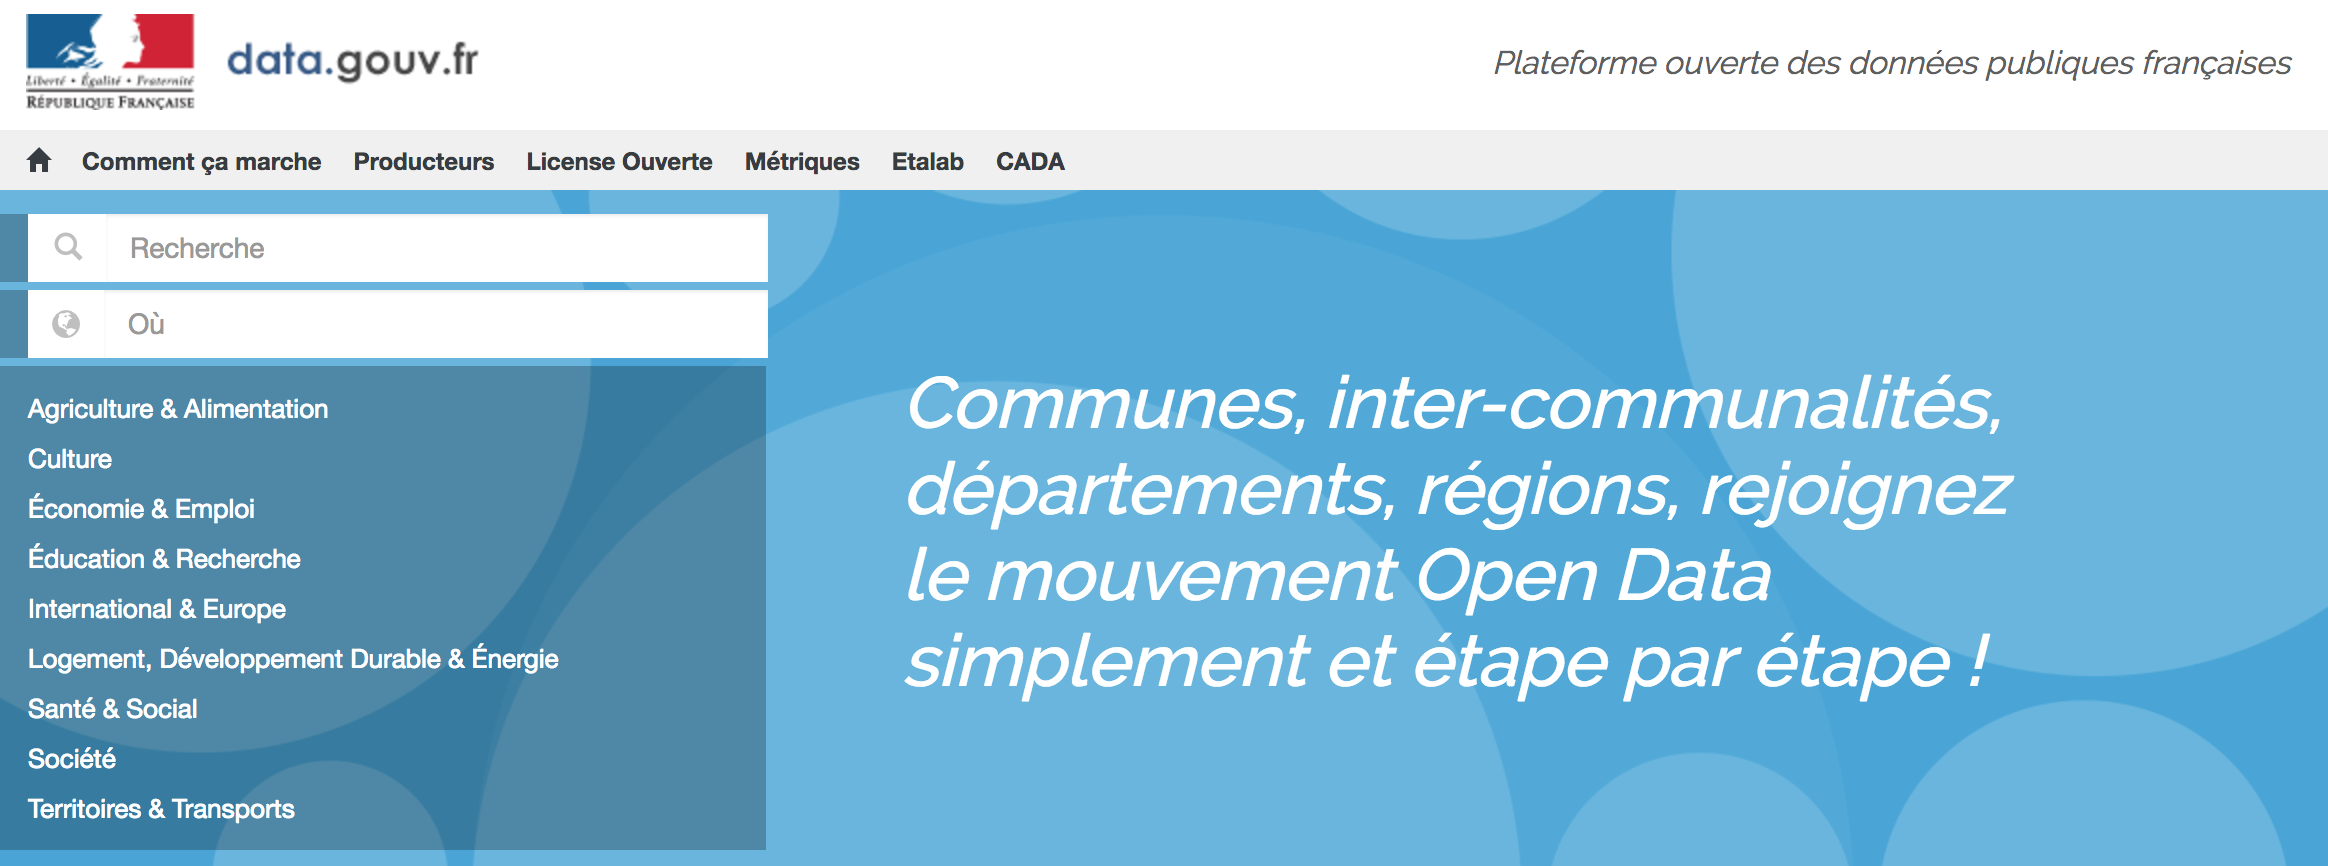 Liberté • Égalité • Fraternité
RÉPUBLIQUE FRANÇAISE
data.gouv.fr
Plateforme ouverte des données publiques françaises
Comment ça marche Producteurs License Ouverte Métriques Etalab CADA
Recherche
Où
Agriculture & Alimentation
Culture
Économie & Emploi
Éducation & Recherche
International & Europe
Logement, Développement Durable & Énergie
Santé & Social
Société
Territoires & Transports
Communes, inter-communalités,
départements, régions, rejoignez
le mouvement Open Data
simplement et étape par étape !